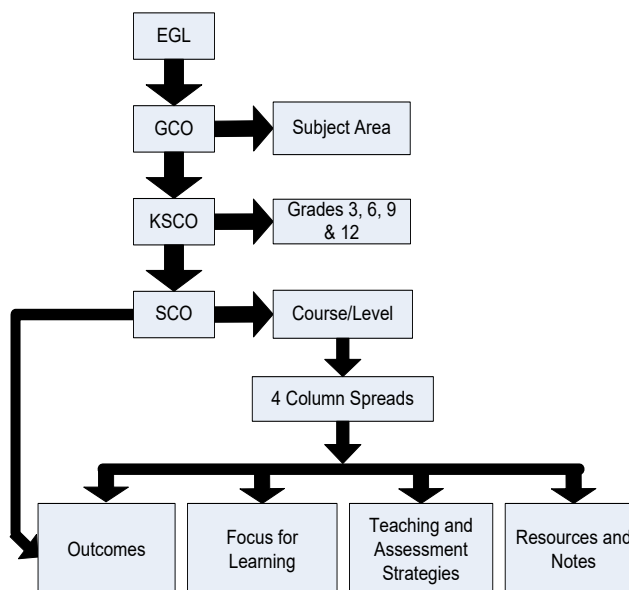 EGL
GCO
Subject Area
KSCO
Grades 3, 6, 9
& 12
SCO
Course/Level
4 Column Spreads
Outcomes
Focus for
Learning
Teaching and
Assessment
Strategies
Resources and
Notes